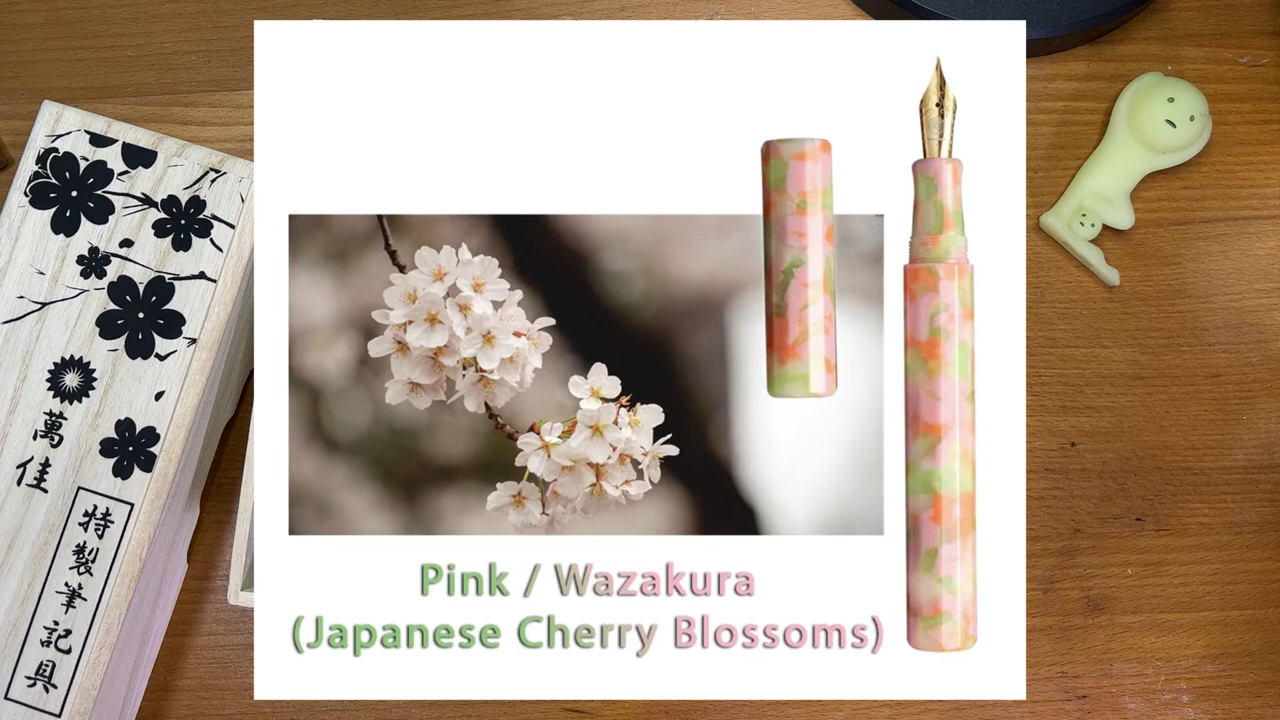 萬佳
特製筆記具
Pink / Wazakura
(Japanese Cherry Blossoms)